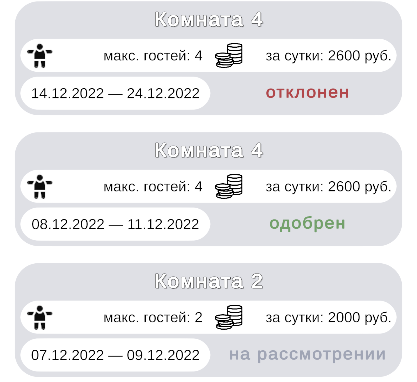 Комната 4
макс. гостей: 4 за сутки: 2600 руб.
14.12.2022 — 24.12.2022 отклонен
Комната 4
макс. гостей: 4 за сутки: 2600 руб.
08.12.2022 — 11.12.2022 одобрен
Комната 2
макс. гостей: 2 за сутки: 2000 руб.
07.12.2022 — 09.12.2022 на рассмотрении